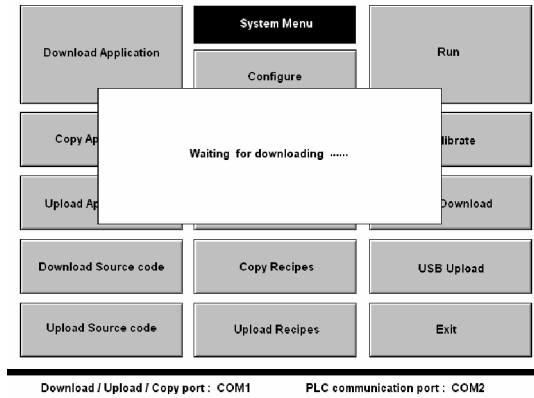 System Menu
Download Application
Run
Configure
Waiting for downloading ......
Copy Ap
librate
Upload Ap
Download
Download Source code
Copy Recipes
USB Upload
Upload Source code
Upload Recipes
Exit
Download / Upload / Copy port : COM1
PLC communication port : COM2